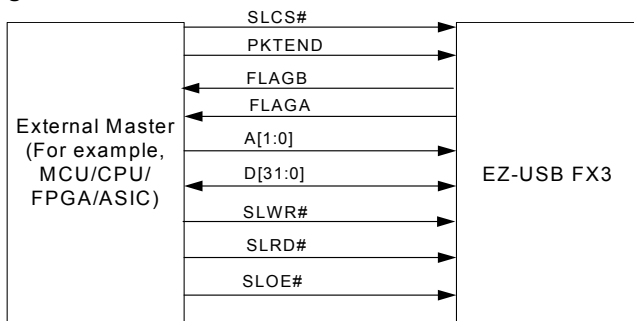 SLCS#
PKTEND
FLAGB
FLAGA
External Master
(For example,
MCU/CPU/
FPGA/ASIC)
A[1:0]
D[31:0]
EZ-USB FX3
SLWR#
SLRD#
SLOE#